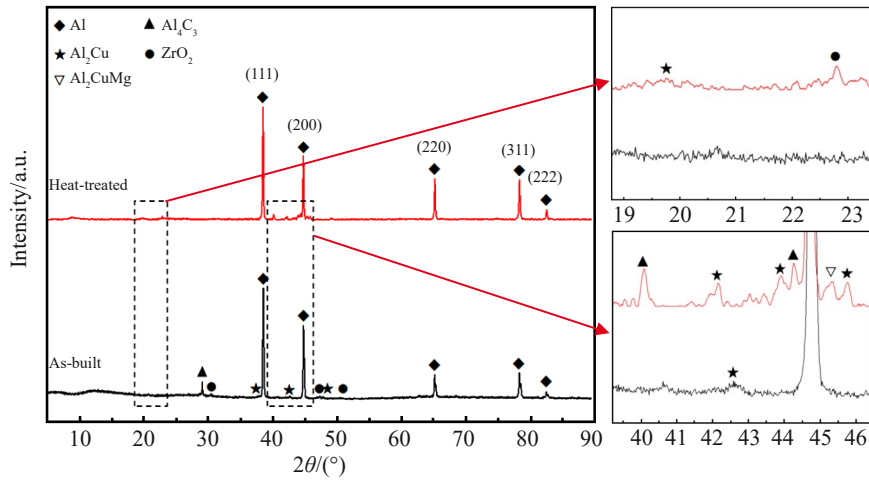 ◆ Al ▲ Al₄C₃
★ Al₂Cu ● ZrO₂
▽ Al₂CuMg
(111)
(200)
(220)
(311)
(222)
Heat-treated
As-built
Intensity/a.u.
10 20 30 40 50 60 70 80 90
2θ/(°)
19 20 21 22 23
40 41 42 43 44 45 46